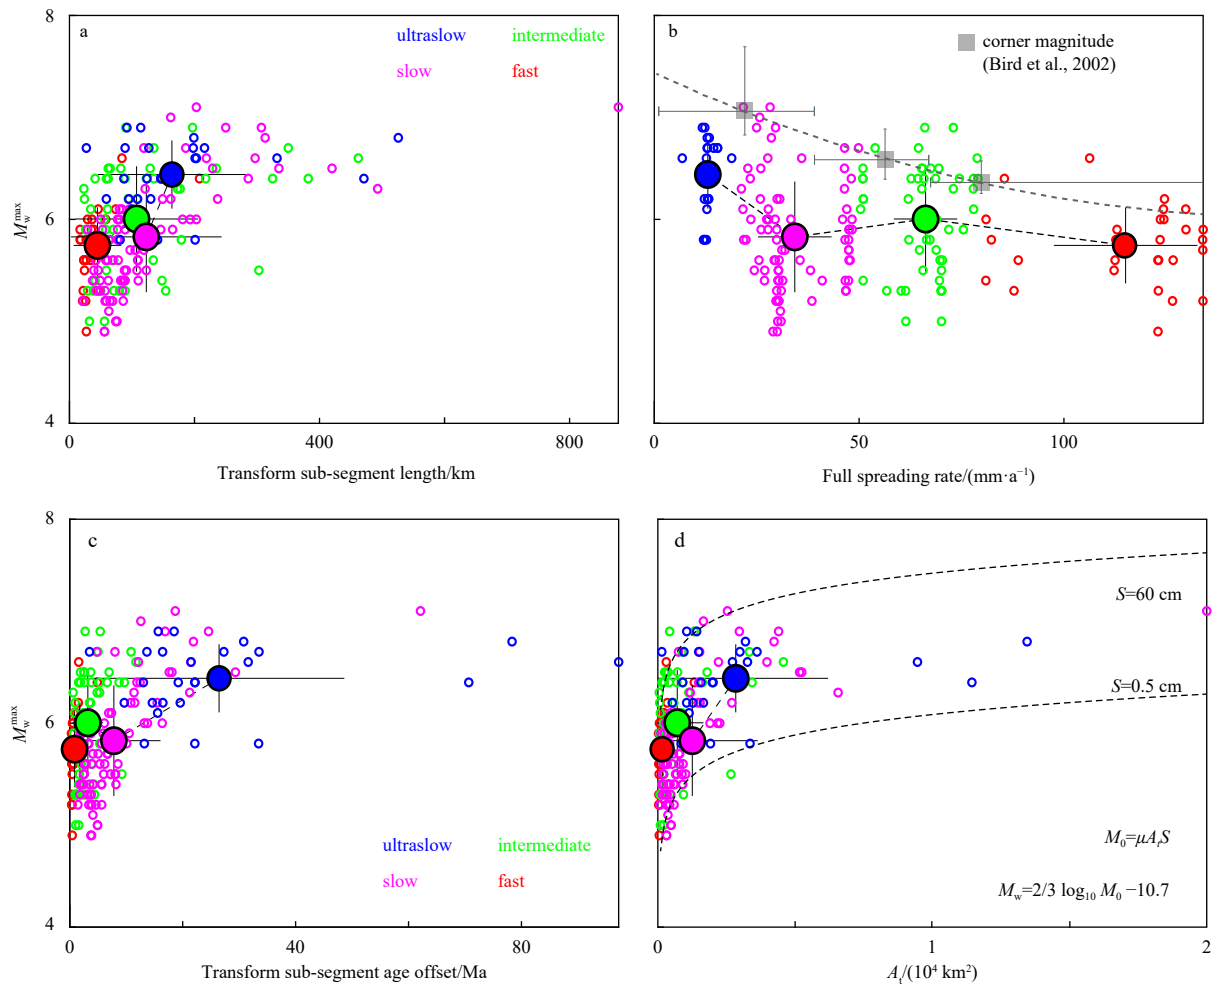 8
a
ultraslow intermediate
slow fast
M_w^max
6
4
0 400 800
Transform sub-segment length/km
b
corner magnitude
(Bird et al., 2002)
0 50 100
Full spreading rate/(mm·a⁻¹)
8
c
M_w^max
6
ultraslow intermediate
slow fast
4
0 40 80
Transform sub-segment age offset/Ma
d
S=60 cm
S=0.5 cm
M₀=μAₜS
M_w=2/3 log₁₀ M₀ −10.7
0 1 2
Aₜ/(10⁴ km²)